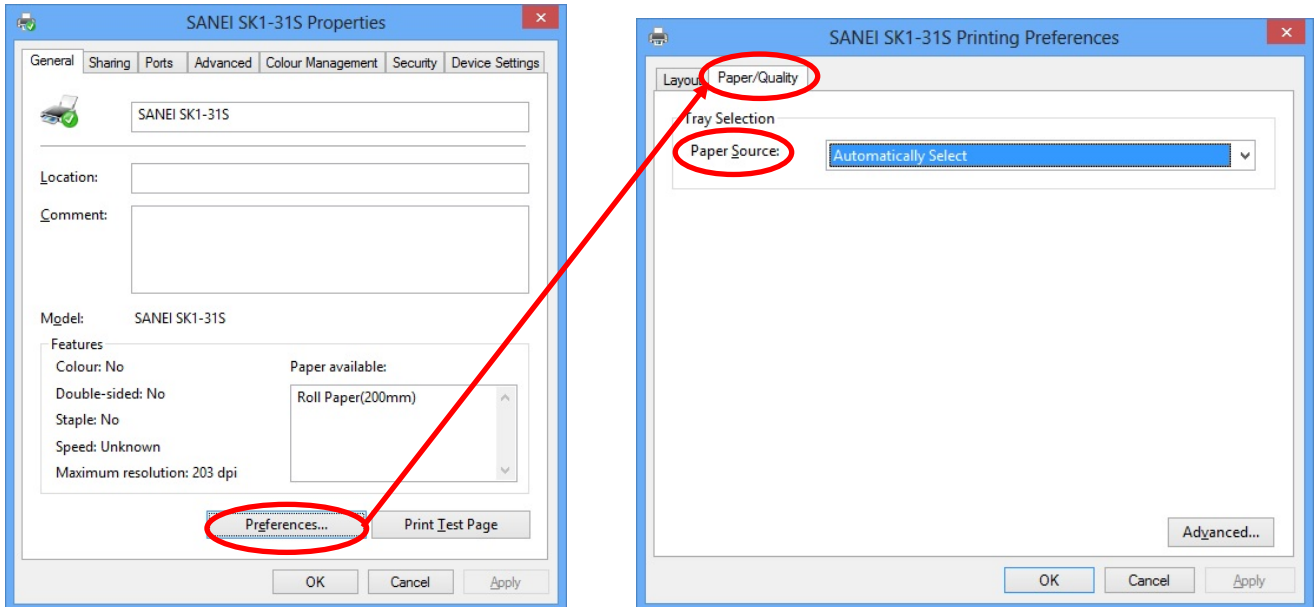 SANEI SK1-31S Properties
General Sharing Ports Advanced Colour Management Security Device Settings
SANEI SK1-31S
Location:
Comment:
Model: SANEI SK1-31S
Features
Colour: No
Double-sided: No
Staple: No
Speed: Unknown
Maximum resolution: 203 dpi
Paper available:
Roll Paper(200mm)
Preferences... Print Test Page
OK Cancel Apply
SANEI SK1-31S Printing Preferences
Layout Paper/Quality
Tray Selection
Paper Source: Automatically Select
Advanced...
OK Cancel Apply